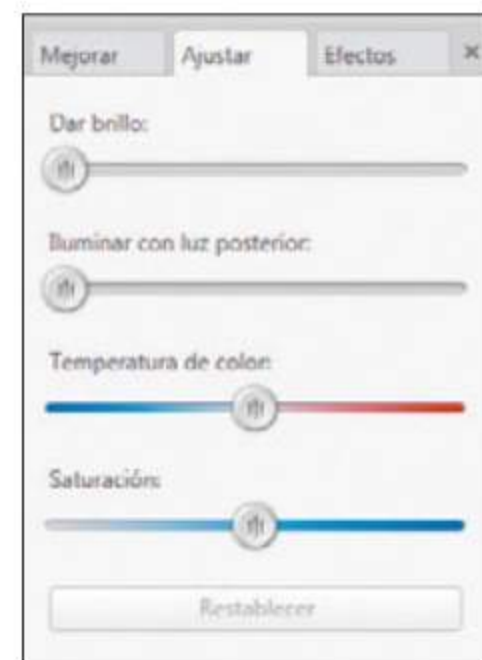 Mejorar Ajustar Efectos ×
Dar brillo:
Iluminar con luz posterior:
Temperatura de color:
Saturación:
Restablecer